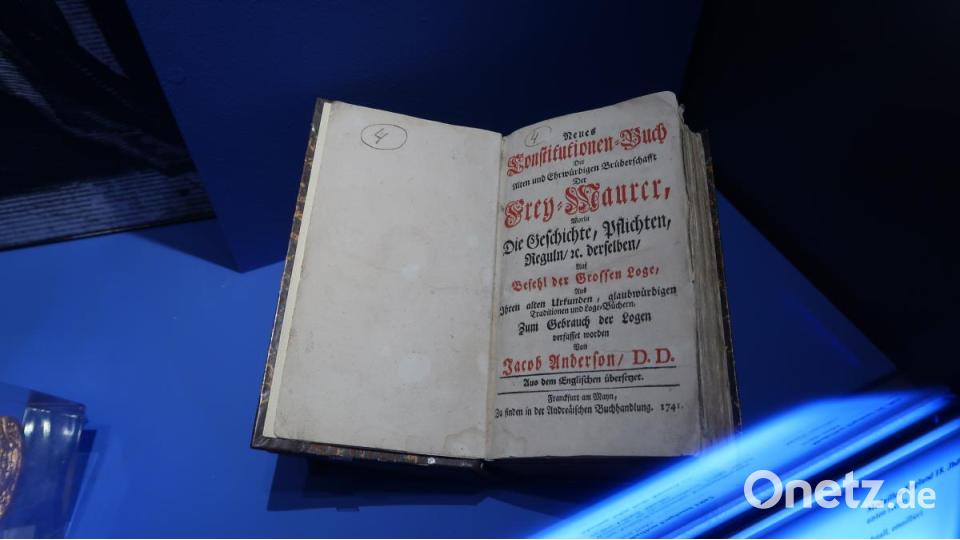 4
4
Neues
Constitutionen-Buch
Der
Alten und Ehrwürdigen Brüderschafft
Der
Frey-Maurer,
Worin
Die Geschichte, Pflichten,
Reguln/ ꝛc. derselben/
Auf
Befehl der Grossen Loge,
Aus
Ihren alten Urkunden, glaubwürdigen
Traditionen und Loge-Büchern,
Zum Gebrauch der Logen
verfasset worden
Von
Jacob Anderson/ D. D.
Aus dem Englischen übersetzet.
Franckfurt am Mayn,
Zu finden in der Andreäischen Buchhandlung. 1741.
Onetz.de